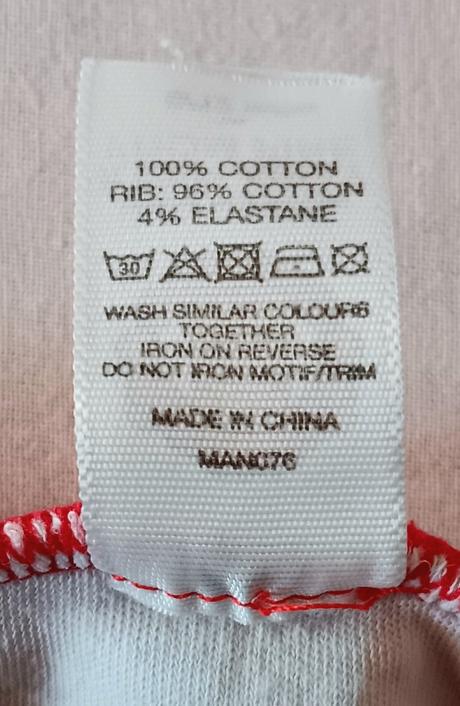 100% COTTON
RIB: 96% COTTON
4% ELASTANE
30
WASH SIMILAR COLOURS
TOGETHER
IRON ON REVERSE
DO NOT IRON MOTIF/TRIM
MADE IN CHINA
MAN076